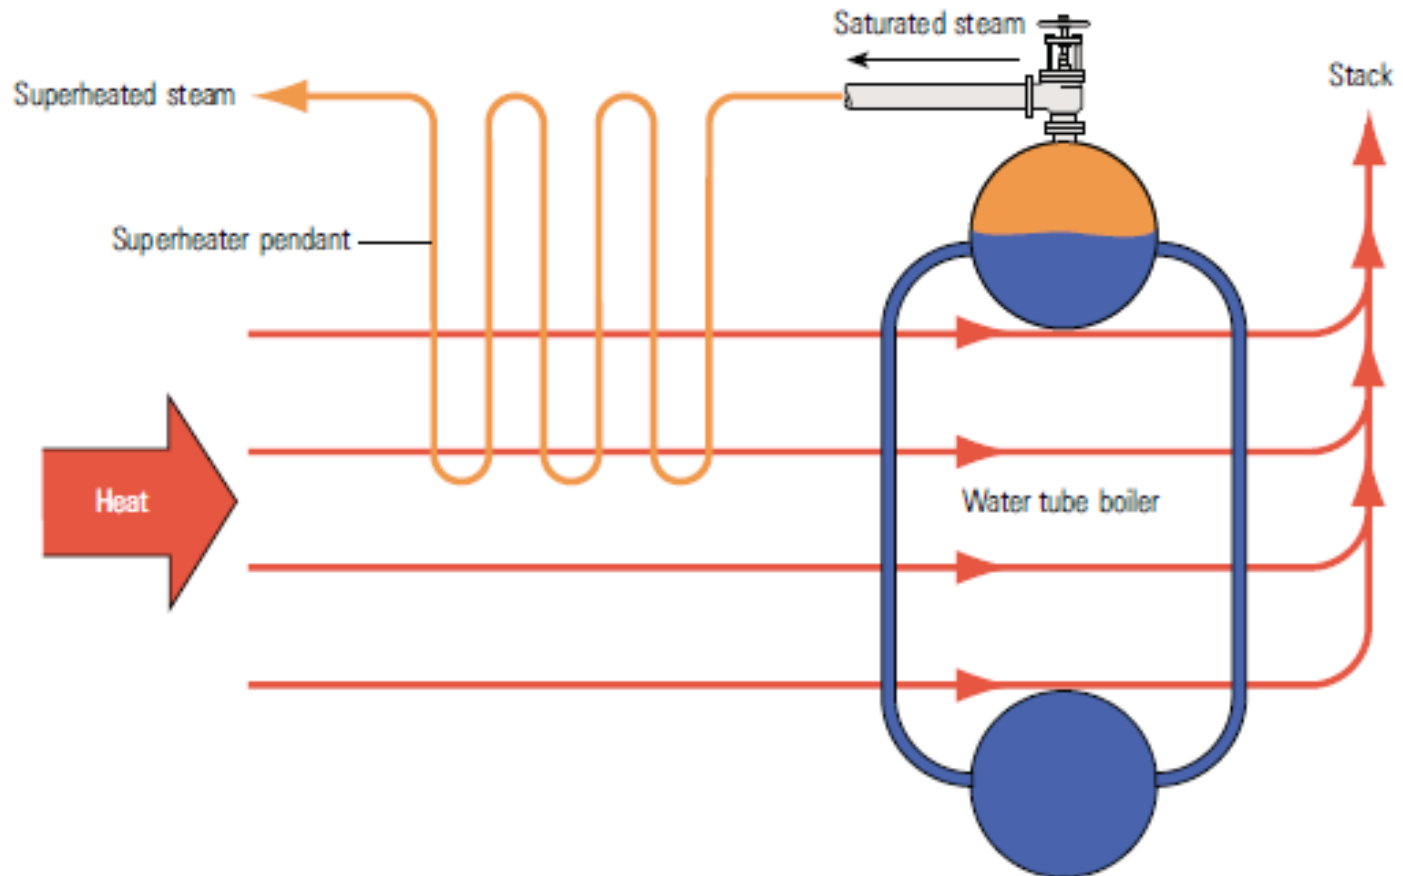 Saturated steam
Stack
Superheated steam
Superheater pendant
Heat
Water tube boiler